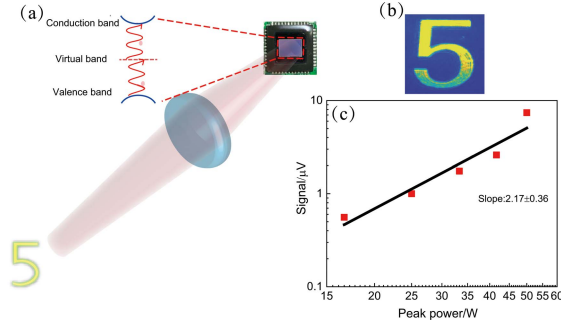 (a)
Conduction band
Virtual band
Valence band
5
(b)
5
(c)
Signal/μV
10
1
0.1
Slope:2.17±0.36
15 20 25 30 35 40 45 50 55 60
Peak power/W